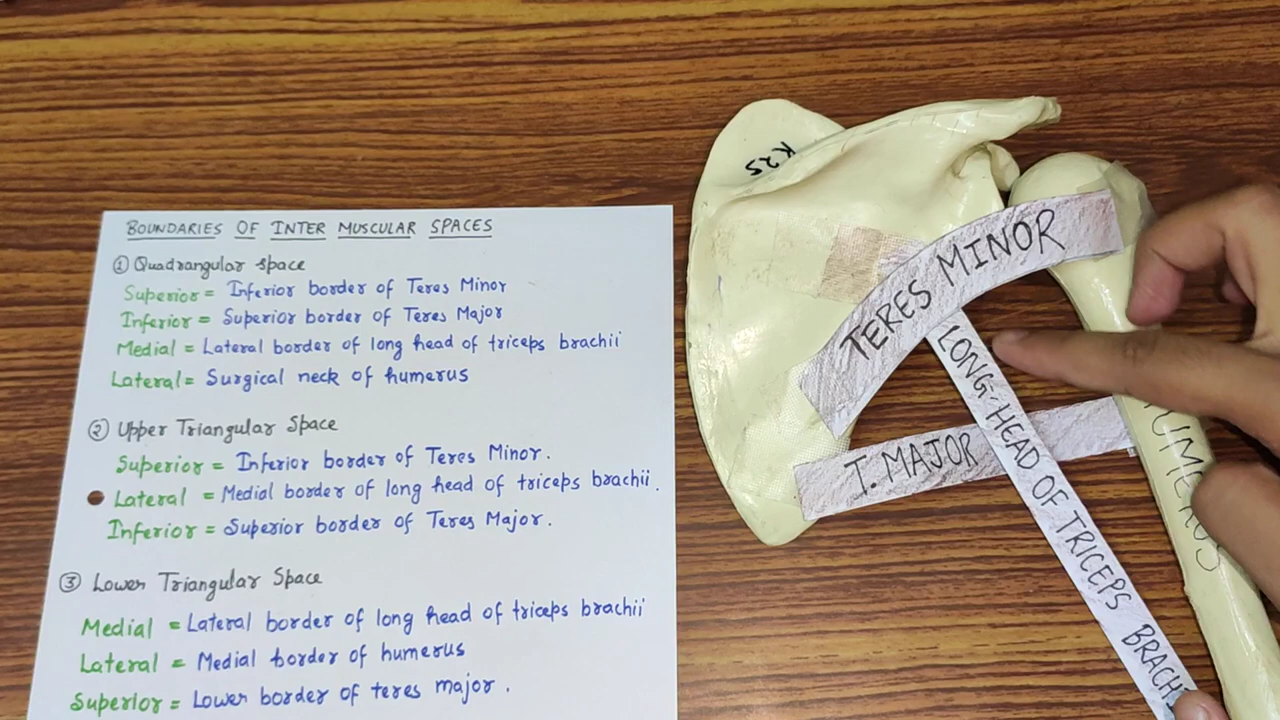 BOUNDARIES OF INTER MUSCULAR SPACES
① Quadrangular space
Superior = Inferior border of Teres Minor
Inferior = Superior border of Teres Major
Medial = Lateral border of long head of triceps brachii
Lateral = Surgical neck of humerus
② Upper Triangular Space
Superior = Inferior border of Teres Minor.
Lateral = Medial border of long head of triceps brachii.
Inferior = Superior border of Teres Major.
③ Lower Triangular Space
Medial = Lateral border of long head of triceps brachii
Lateral = Medial border of humerus
Superior = Lower border of teres major.
K25
TERES MINOR
LONG HEAD OF TRICEPS BRACHI
T. MAJOR